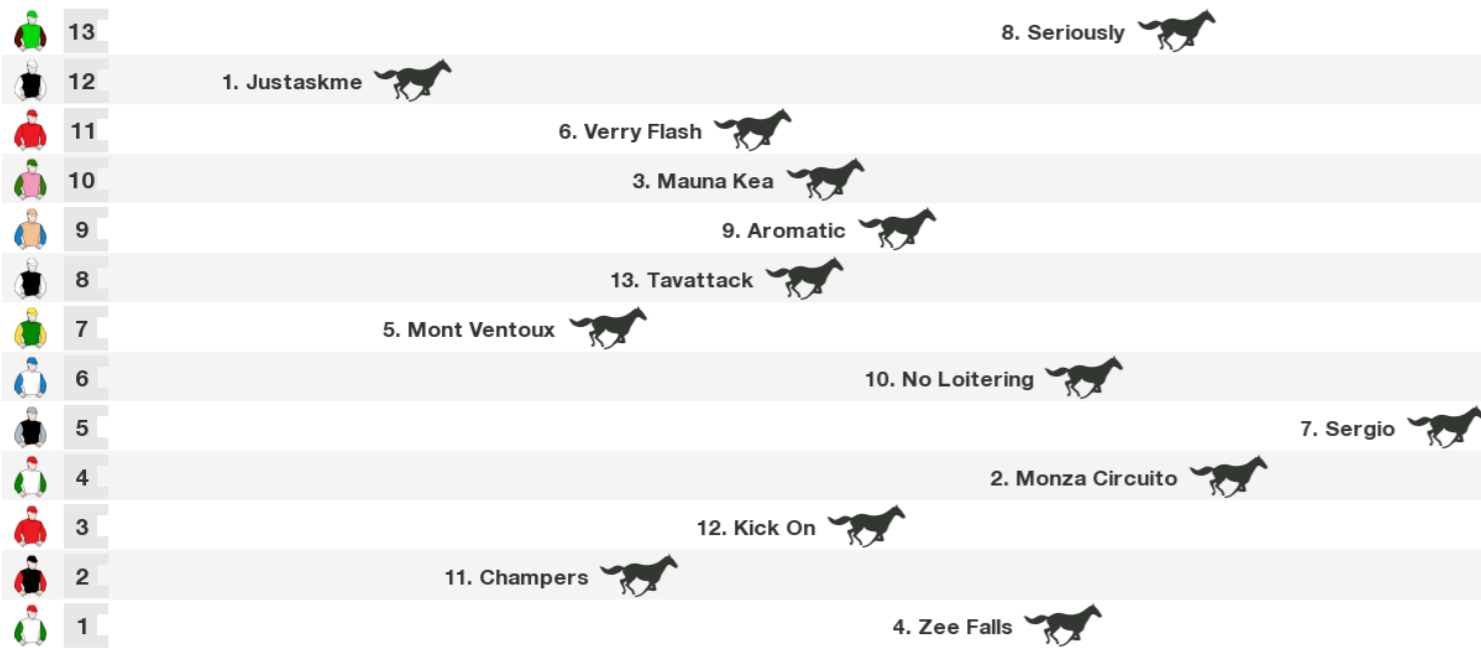 13 8. Seriously
12 1. Justaskme
11 6. Verry Flash
10 3. Mauna Kea
9 9. Aromatic
8 13. Tavattack
7 5. Mont Ventoux
6 10. No Loitering
5 7. Sergio
4 2. Monza Circuito
3 12. Kick On
2 11. Champers
1 4. Zee Falls